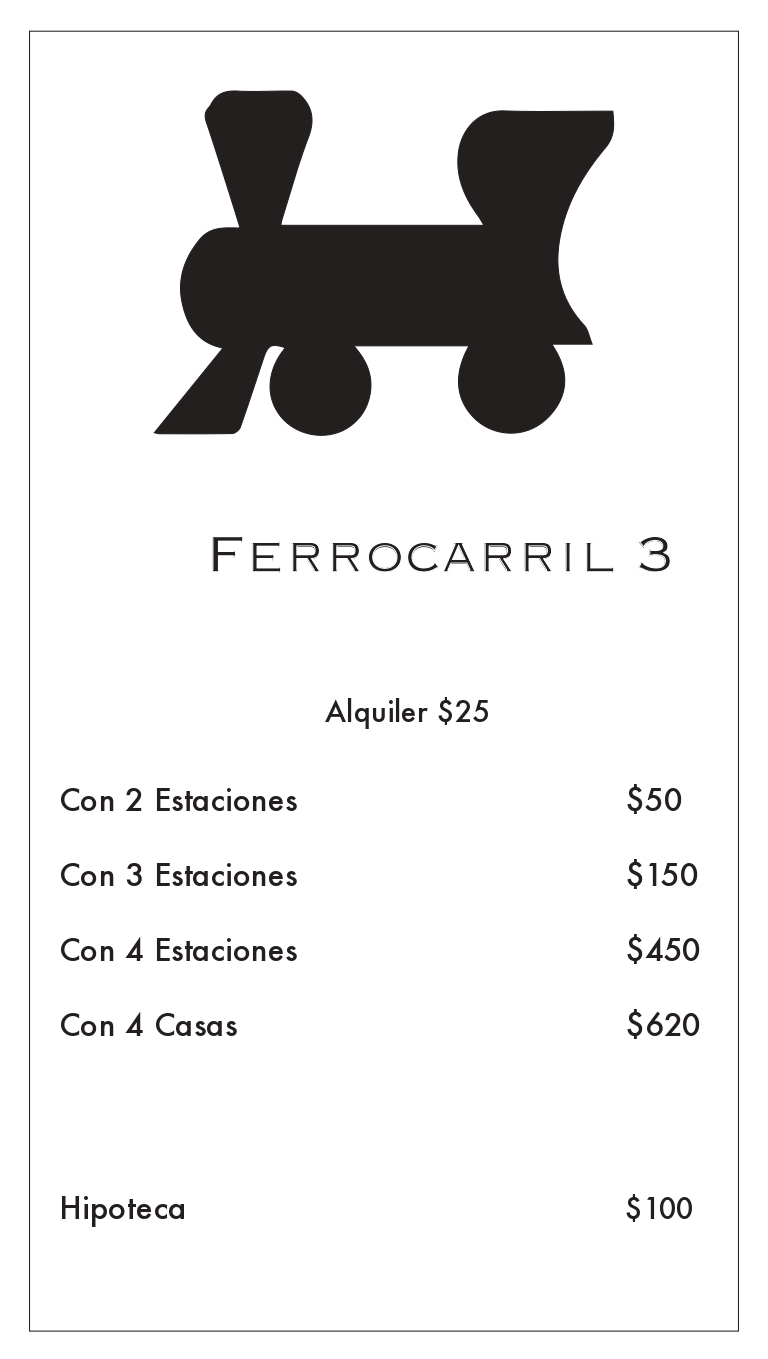 FERROCARRIL 3
Alquiler $25
Con 2 Estaciones $50
Con 3 Estaciones $150
Con 4 Estaciones $450
Con 4 Casas $620
Hipoteca $100